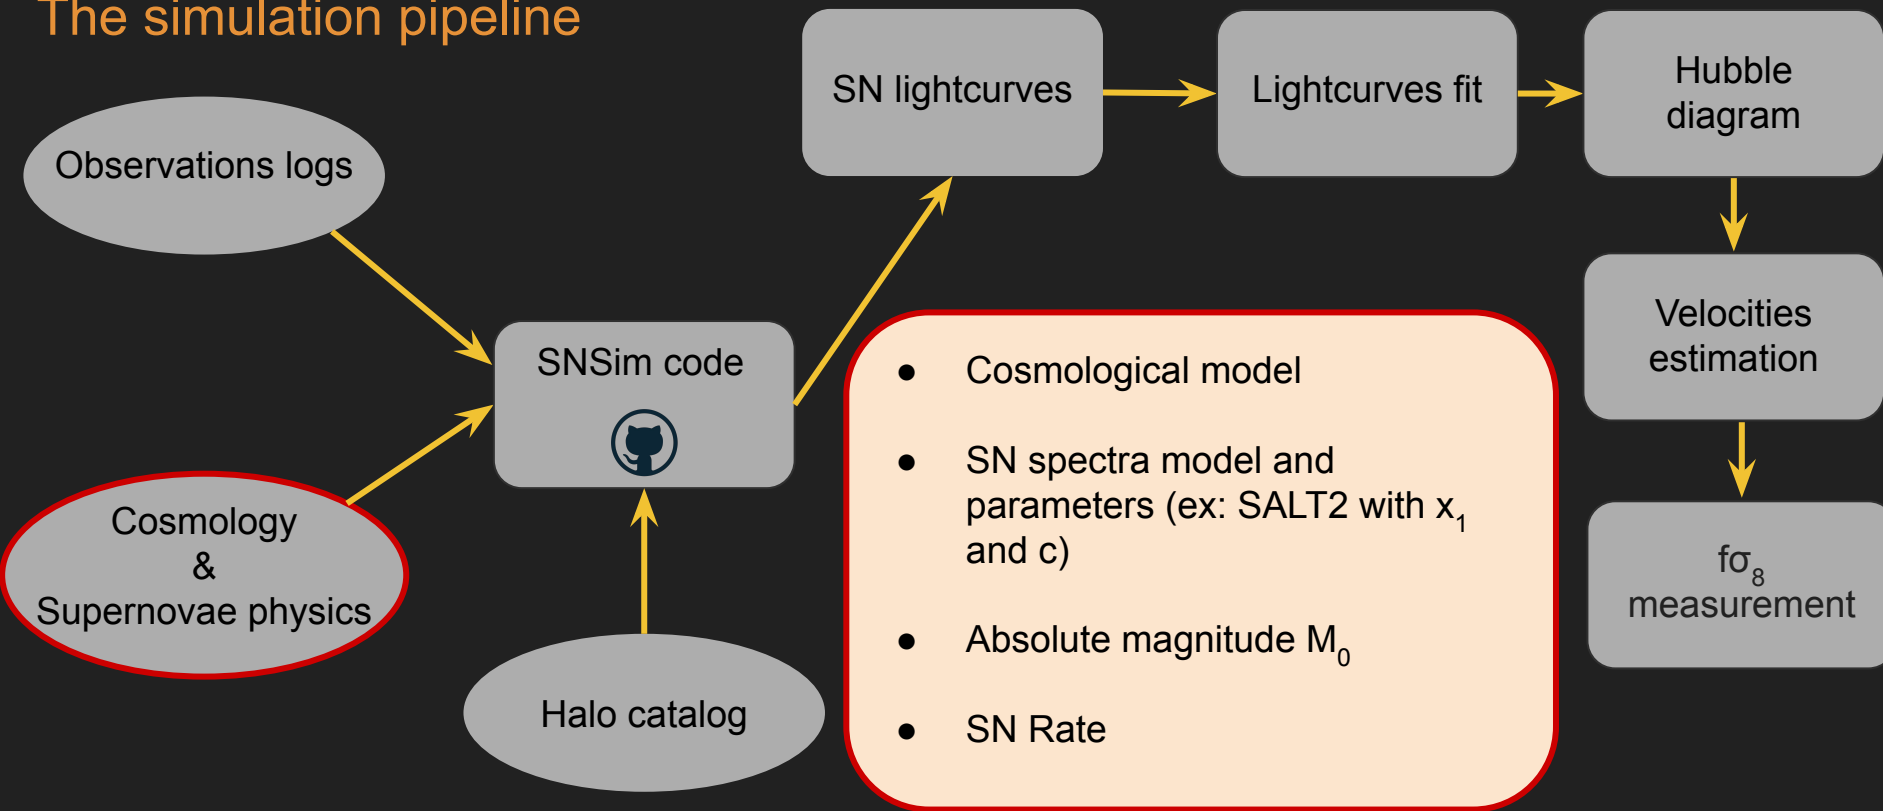 The simulation pipeline
SN lightcurves
Lightcurves fit
Hubble
diagram
Observations logs
Velocities
estimation
SNSim code
● Cosmological model
● SN spectra model and
parameters (ex: SALT2 with x₁
and c)
● Absolute magnitude M₀
● SN Rate
Cosmology
&
Supernovae physics
Halo catalog
fσ₈
measurement